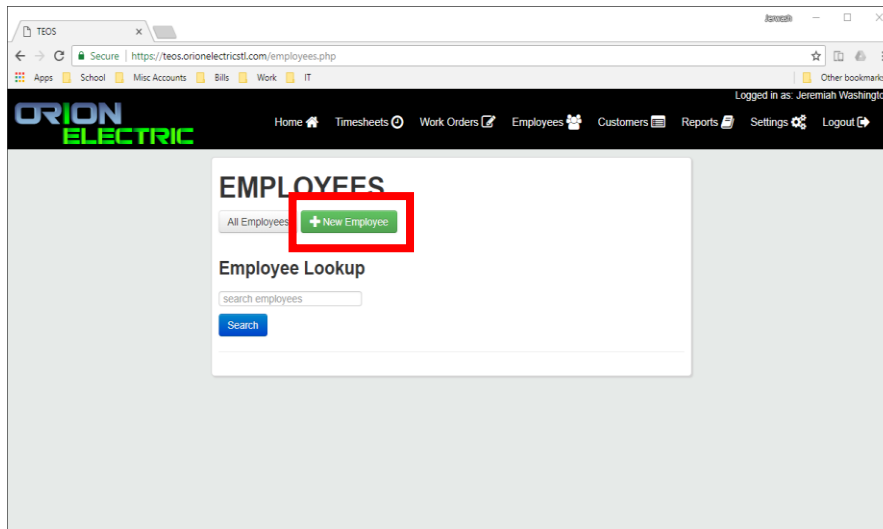 Jawash
TEOS
Secure | https://teos.orionelectricstl.com/employees.php
Apps School Misc Accounts Bills Work IT Other bookmarks
Logged in as: Jeremiah Washingto
ORION
ELECTRIC
Home Timesheets Work Orders Employees Customers Reports Settings Logout
EMPLOYEES
All Employees New Employee
Employee Lookup
search employees
Search